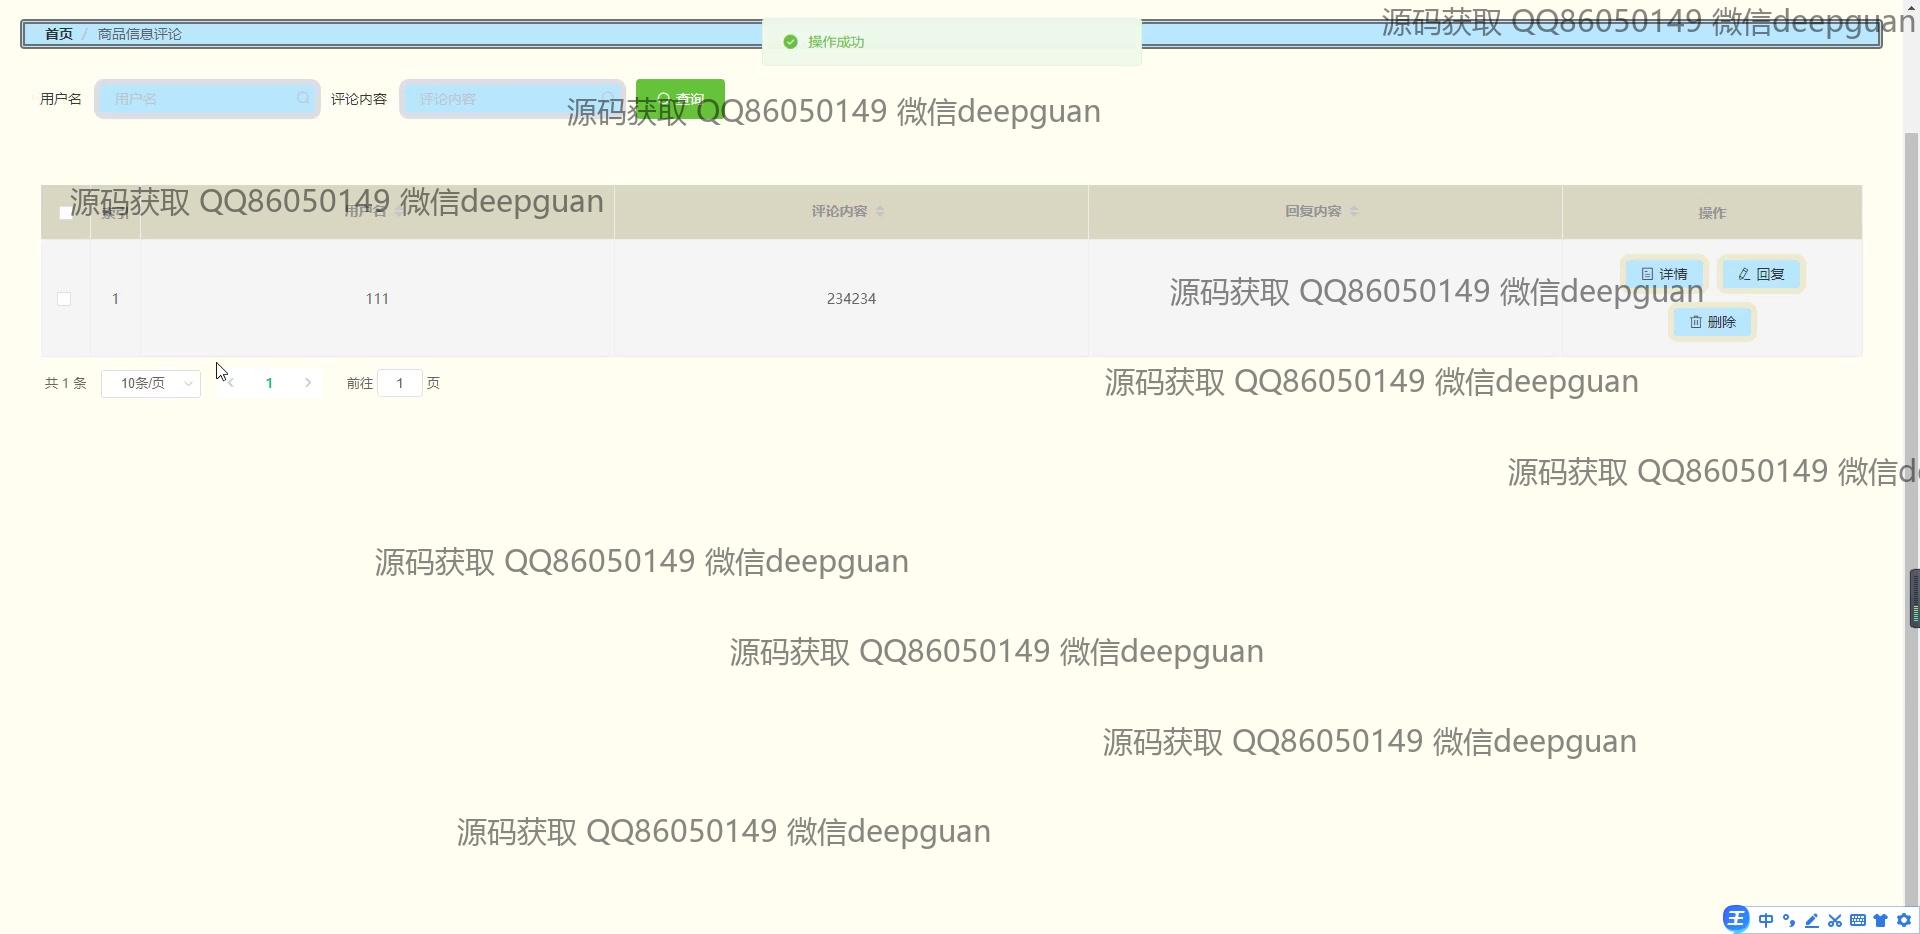 首页 / 商品信息评论
操作成功
源码获取 QQ86050149 微信deepguan
用户名 用户名 评论内容 评论内容 查询
源码获取 QQ86050149 微信deepguan
源码获取 QQ86050149 微信deepguan
索引 用户名 评论内容 回复内容 操作
1 111 234234 详情 回复
源码获取 QQ86050149 微信deepguan
删除
共 1 条 10条/页 1 前往 1 页
源码获取 QQ86050149 微信deepguan
源码获取 QQ86050149 微信d
源码获取 QQ86050149 微信deepguan
源码获取 QQ86050149 微信deepguan
源码获取 QQ86050149 微信deepguan
源码获取 QQ86050149 微信deepguan
王 中